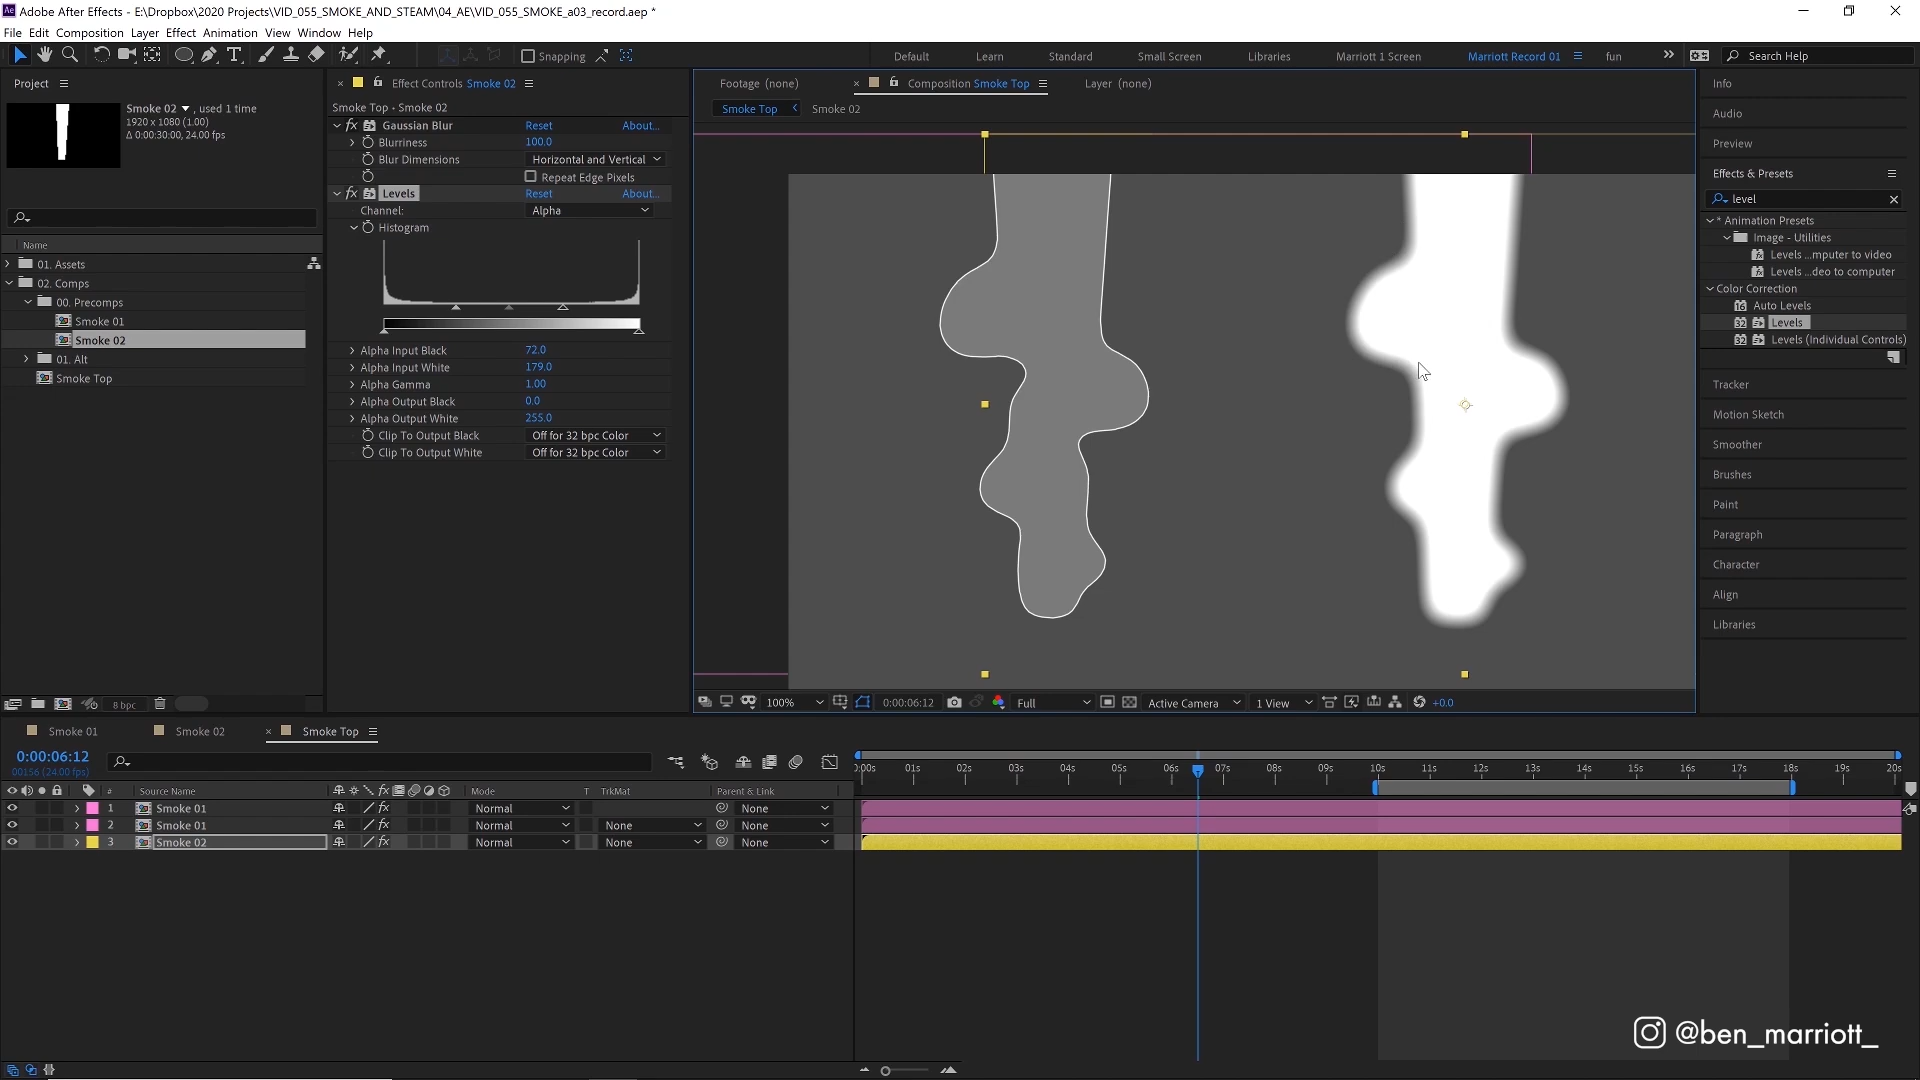 Adobe After Effects - E:\Dropbox\2020 Projects\VID_055_SMOKE_AND_STEAM\04_AE\VID_055_SMOKE_a03_record.aep *
File Edit Composition Layer Effect Animation View Window Help
Snapping
Default Learn Standard Small Screen Libraries Marriott 1 Screen Marriott Record 01 fun
Search Help
Project
Smoke 02 , used 1 time
1920 x 1080 (1.00)
Δ 0:00:30:00, 24.00 fps
Name
01. Assets
02. Comps
00. Precomps
Smoke 01
Smoke 02
01. Alt
Smoke Top
8 bpc
Effect Controls Smoke 02
Smoke Top · Smoke 02
fx Gaussian Blur Reset About...
Blurriness 100.0
Blur Dimensions Horizontal and Vertical
Repeat Edge Pixels
fx Levels Reset About...
Channel: Alpha
Histogram
Alpha Input Black 72.0
Alpha Input White 179.0
Alpha Gamma 1.00
Alpha Output Black 0.0
Alpha Output White 255.0
Clip To Output Black Off for 32 bpc Color
Clip To Output White Off for 32 bpc Color
Footage (none) Composition Smoke Top Layer (none)
Smoke Top Smoke 02
100% 0:00:06:12 Full Active Camera 1 View +0.0
Info
Audio
Preview
Effects & Presets
level
* Animation Presets
Image - Utilities
Levels ...mputer to video
Levels ...deo to computer
Color Correction
Auto Levels
Levels
Levels (Individual Controls)
Tracker
Motion Sketch
Smoother
Brushes
Paint
Paragraph
Character
Align
Libraries
Smoke 01 Smoke 02 Smoke Top
0:00:06:12
00156 (24.00 fps)
0:00s 01s 02s 03s 04s 05s 06s 07s 08s 09s 10s 11s 12s 13s 14s 15s 16s 17s 18s 19s 20s
# Source Name fx Mode T TrkMat Parent & Link
1 Smoke 01 fx Normal None
2 Smoke 01 fx Normal None None
3 Smoke 02 fx Normal None None
@ben_marriott_